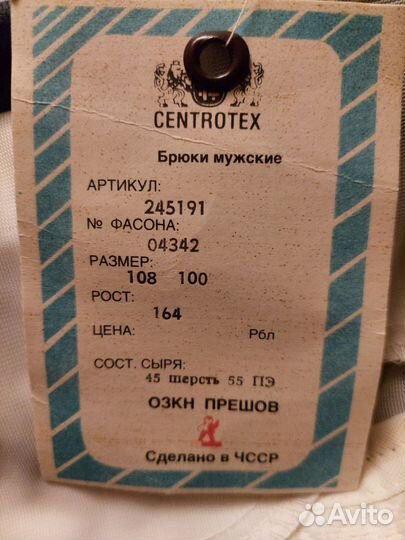 CENTROTEX
Брюки мужские
АРТИКУЛ:
245191
№ ФАСОНА:
04342
РАЗМЕР:
108 100
РОСТ:
164
ЦЕНА: Рбл
СОСТ. СЫРЯ:
45 шерсть 55 ПЭ
ОЗКН ПРЕШОВ
Сделано в ЧССР
Avito